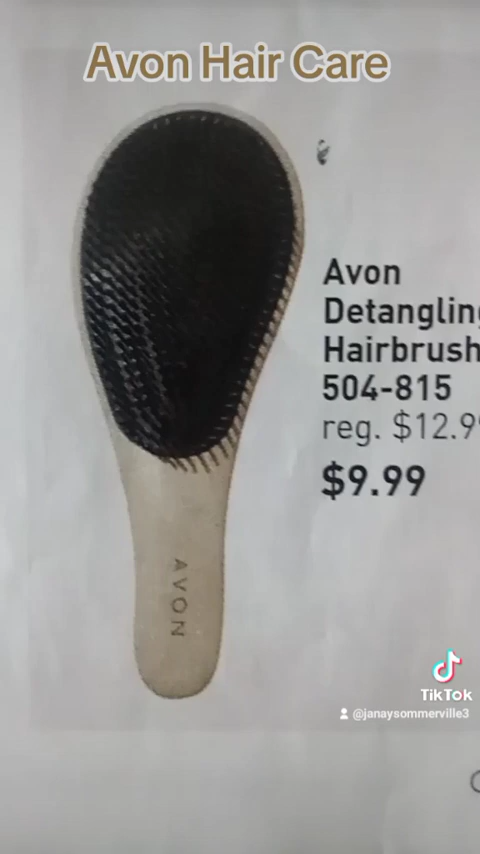 Avon Hair Care
Avon
Detangling
Hairbrush
504-815
reg. $12.9
$9.99
AVON
TikTok
@janaysommerville3